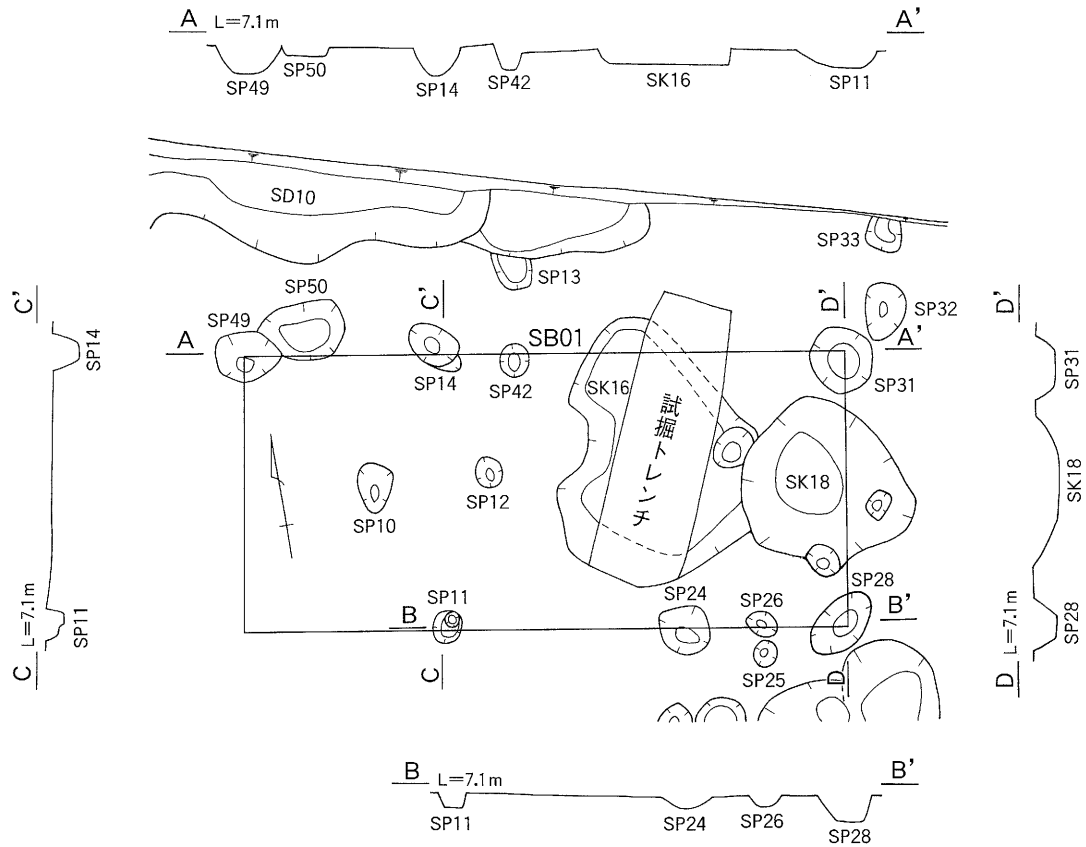 A L=7.1m A'
SP49 SP50 SP14 SP42 SK16 SP11
SD10
SP33
SP13
C' SP50 C' D' SP32 D'
SP49
A SB01 A'
SP14 SP14 SP42 SK16 SP31 SP31
試掘トレンチ
SP10 SP12 SK18 SK18
SP11 SP24 SP26 SP28
B B'
L=7.1m SP11 L=7.1m SP28
C C SP25 D D
B L=7.1m B'
SP11 SP24 SP26 SP28